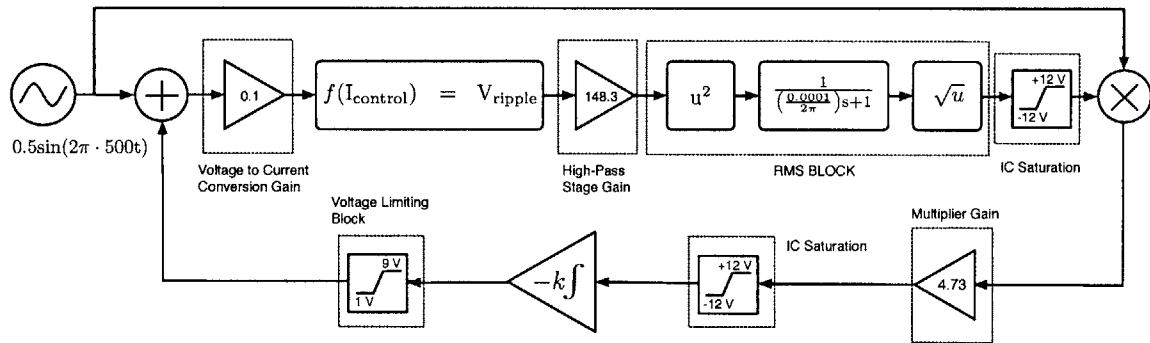 0.5sin(2π · 500t)
+
0.1
Voltage to Current
Conversion Gain
f(I_control) = V_ripple
148.3
High-Pass
Stage Gain
u²
1 / ((0.0001 / 2π)s+1)
√u
RMS BLOCK
+12 V
-12 V
IC Saturation
×
Multiplier Gain
4.73
IC Saturation
+12 V
-12 V
-k∫
Voltage Limiting
Block
9 V
1 V